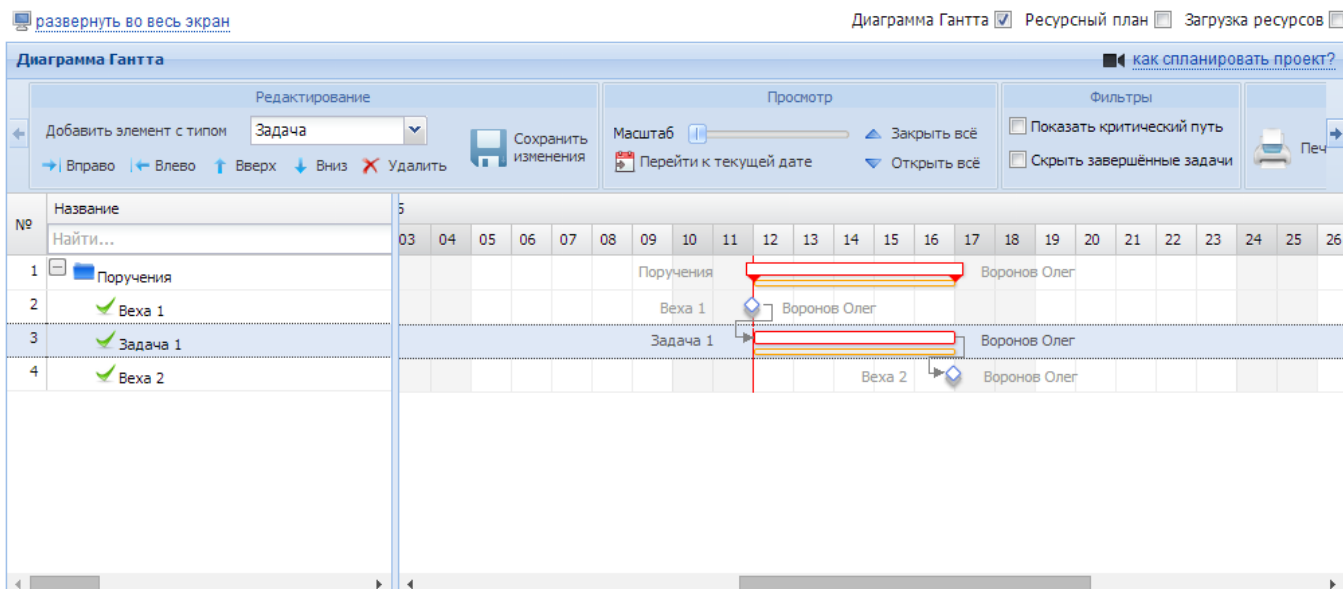 развернуть во весь экран Диаграмма Гантта Ресурсный план Загрузка ресурсов
Диаграмма Гантта как спланировать проект?
Редактирование Просмотр Фильтры
Добавить элемент с типом Задача
Сохранить изменения
Вправо Влево Вверх Вниз Удалить
Масштаб Закрыть всё
Перейти к текущей дате Открыть всё
Показать критический путь
Скрыть завершённые задачи
Печ
№ Название
Найти...
5
03 04 05 06 07 08 09 10 11 12 13 14 15 16 17 18 19 20 21 22 23 24 25 26
1 Поручения Поручения Воронов Олег
2 Веха 1 Веха 1 Воронов Олег
3 Задача 1 Задача 1 Воронов Олег
4 Веха 2 Веха 2 Воронов Олег